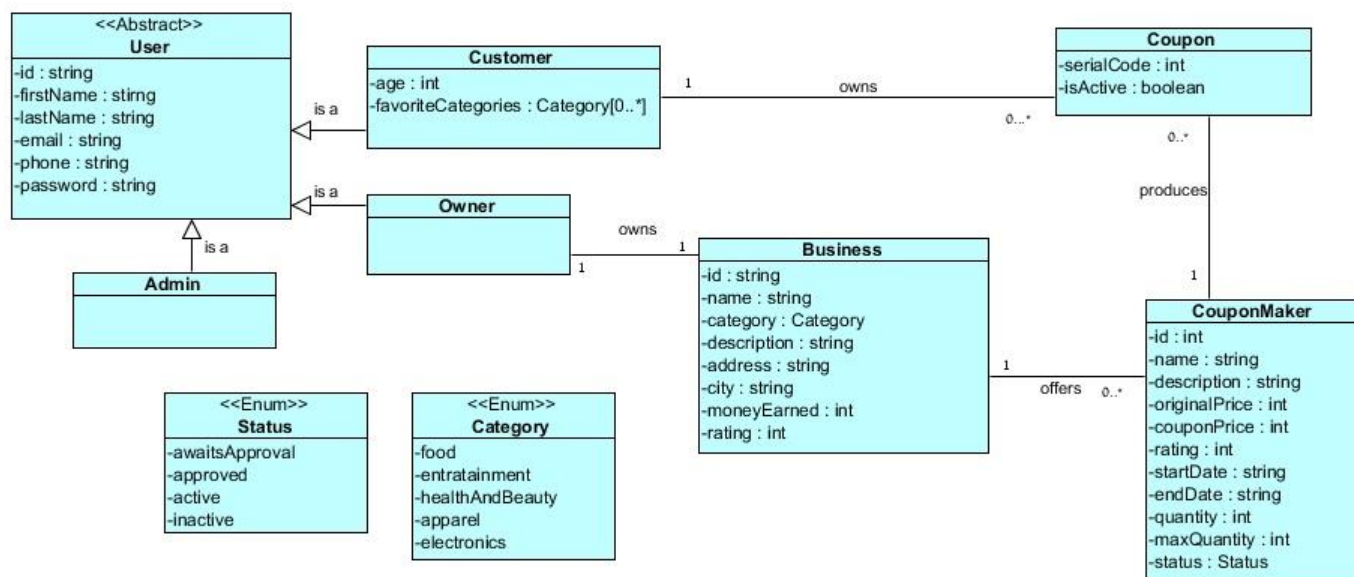 <<Abstract>>
User
-id : string
-firstName : stirng
-lastName : string
-email : string
-phone : string
-password : string
is a
Customer
-age : int
-favoriteCategories : Category[0..*]
1
owns
0...*
Coupon
-serialCode : int
-isActive : boolean
0..*
produces
1
is a
Owner
1
owns
1
is a
Admin
Business
-id : string
-name : string
-category : Category
-description : string
-address : string
-city : string
-moneyEarned : int
-rating : int
1
offers
0..*
CouponMaker
-id : int
-name : string
-description : string
-originalPrice : int
-couponPrice : int
-rating : int
-startDate : string
-endDate : string
-quantity : int
-maxQuantity : int
-status : Status
<<Enum>>
Status
-awaitsApproval
-approved
-active
-inactive
<<Enum>>
Category
-food
-entratainment
-healthAndBeauty
-apparel
-electronics